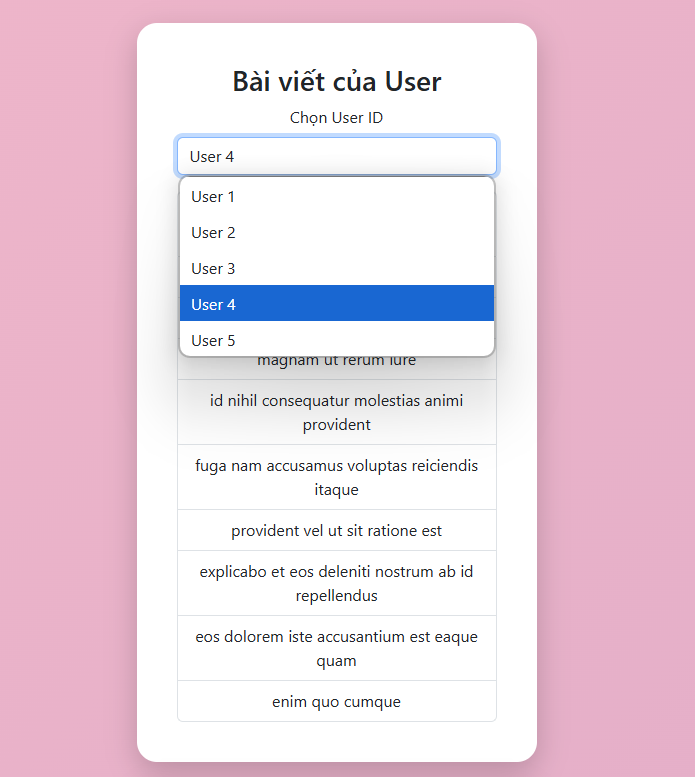 Bài viết của User
Chọn User ID
User 4
User 1
User 2
User 3
User 4
User 5
magnam ut rerum iure
id nihil consequatur molestias animi
provident
fuga nam accusamus voluptas reiciendis
itaque
provident vel ut sit ratione est
explicabo et eos deleniti nostrum ab id
repellendus
eos dolorem iste accusantium est eaque
quam
enim quo cumque